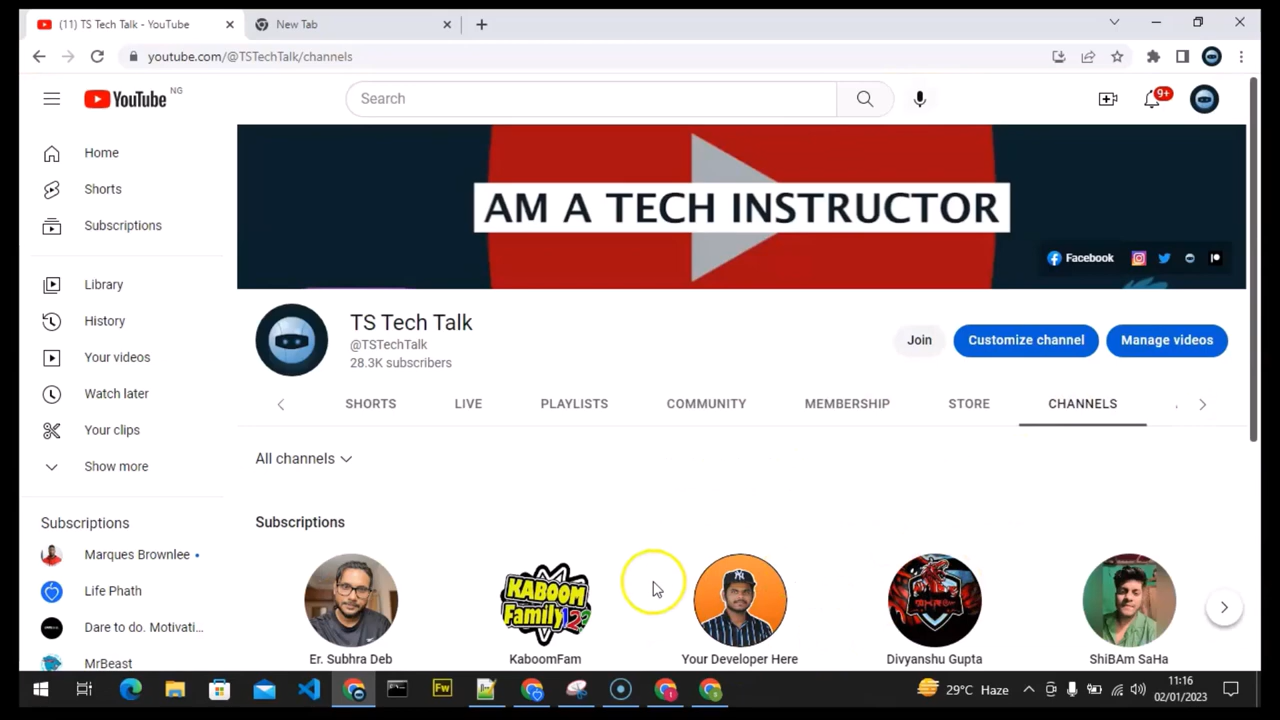 (11) TS Tech Talk - YouTube
New Tab
youtube.com/@TSTechTalk/channels
YouTube NG
Search
9+
Home
Shorts
Subscriptions
Library
History
Your videos
Watch later
Your clips
Show more
Subscriptions
Marques Brownlee
Life Phath
Dare to do. Motivati...
MrBeast
AM A TECH INSTRUCTOR
Facebook
TS Tech Talk
@TSTechTalk
28.3K subscribers
Join
Customize channel
Manage videos
SHORTS
LIVE
PLAYLISTS
COMMUNITY
MEMBERSHIP
STORE
CHANNELS
All channels
Subscriptions
KABOOM
Family123
Er. Subhra Deb
KaboomFam
Your Developer Here
Divyanshu Gupta
ShiBAm SaHa
Fw
29°C Haze
11:16
02/01/2023